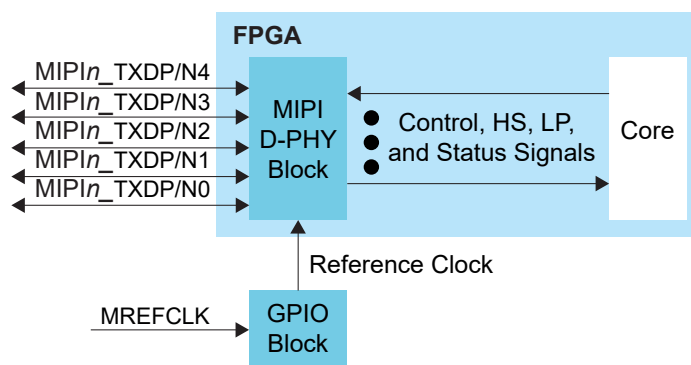 FPGA
MIPIn_TXDP/N4
MIPIn_TXDP/N3
MIPIn_TXDP/N2
MIPIn_TXDP/N1
MIPIn_TXDP/N0
MIPI
D-PHY
Block
Control, HS, LP,
and Status Signals
Core
Reference Clock
MREFCLK
GPIO
Block